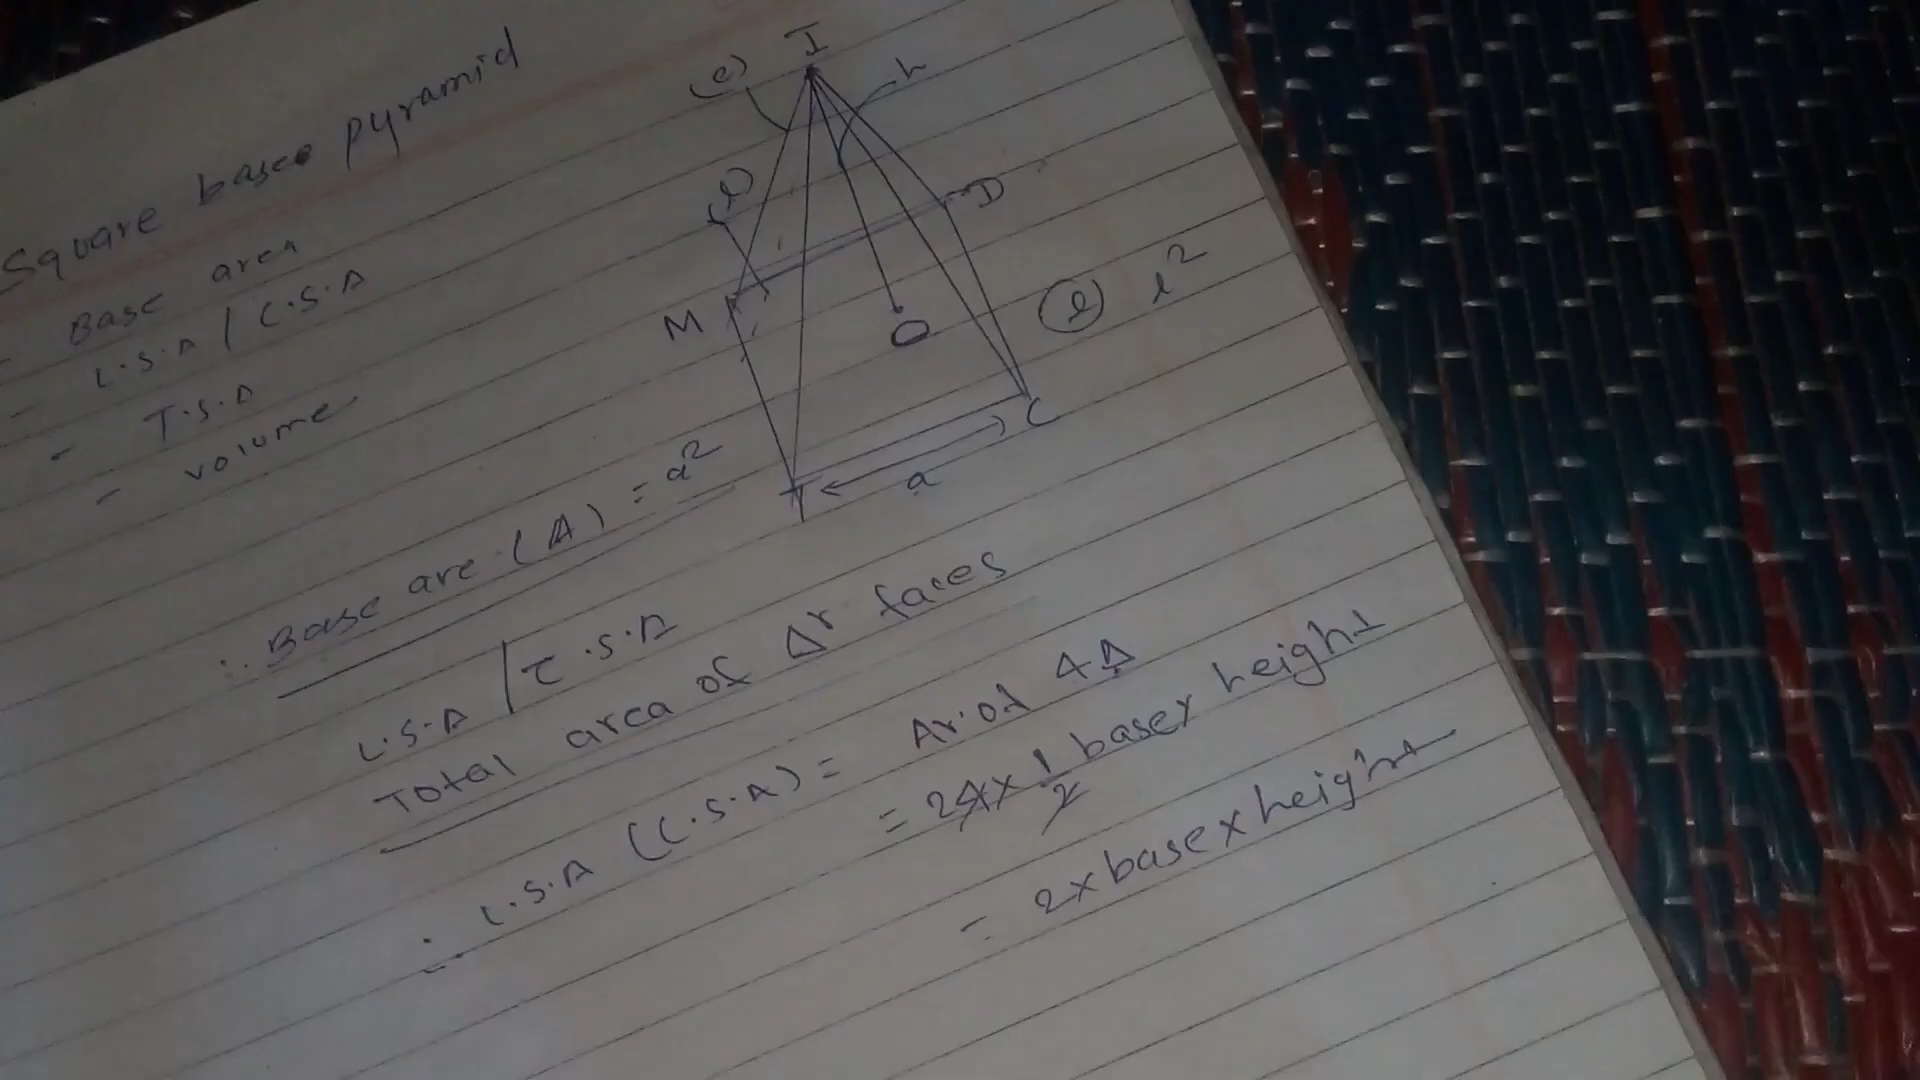 Square base pyramid
- Base area
- L.S.A / C.S.A
- T.S.A
- volume
I
(e)
h
(l)
D
M
O
(l) l²
C
T
a
∴ Base are (A) = a²
L.S.A / C.S.A
Total area of Δr faces
∴ L.S.A (C.S.A) = Ar. of 4Δ
= 24 x 1/2 base x height
= 2 x base x height